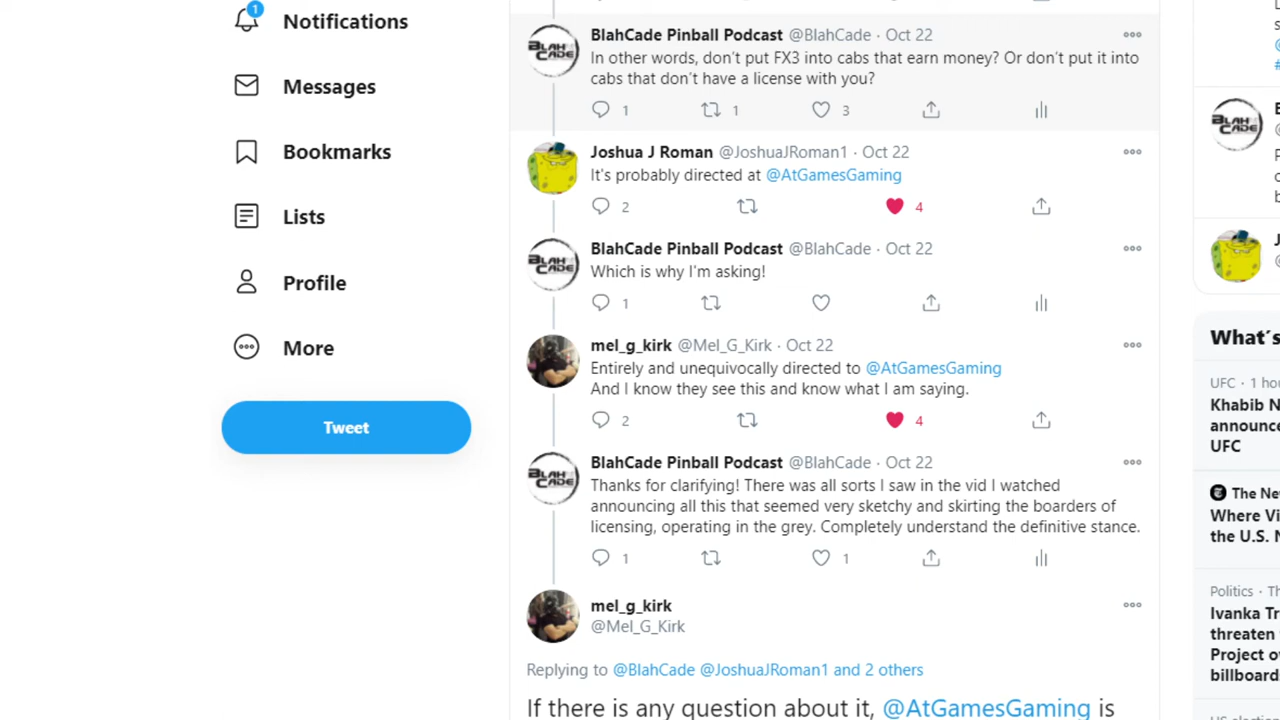 1
Notifications
Messages
Bookmarks
Lists
Profile
More
Tweet
BlahCade Pinball Podcast @BlahCade · Oct 22
In other words, don't put FX3 into cabs that earn money? Or don't put it into
cabs that don't have a license with you?
1 1 3
Joshua J Roman @JoshuaJRoman1 · Oct 22
It's probably directed at @AtGamesGaming
2 4
BlahCade Pinball Podcast @BlahCade · Oct 22
Which is why I'm asking!
1
mel_g_kirk @Mel_G_Kirk · Oct 22
Entirely and unequivocally directed to @AtGamesGaming
And I know they see this and know what I am saying.
2 4
BlahCade Pinball Podcast @BlahCade · Oct 22
Thanks for clarifying! There was all sorts I saw in the vid I watched
announcing all this that seemed very sketchy and skirting the boarders of
licensing, operating in the grey. Completely understand the definitive stance.
1 1
mel_g_kirk
@Mel_G_Kirk
Replying to @BlahCade @JoshuaJRoman1 and 2 others
If there is any question about it, @AtGamesGaming is
What's
UFC · 1 hou
Khabib N
announce
UFC
The New
Where Vi
the U.S. N
Politics · Th
Ivanka Tr
threaten
Project o
billboard
US election